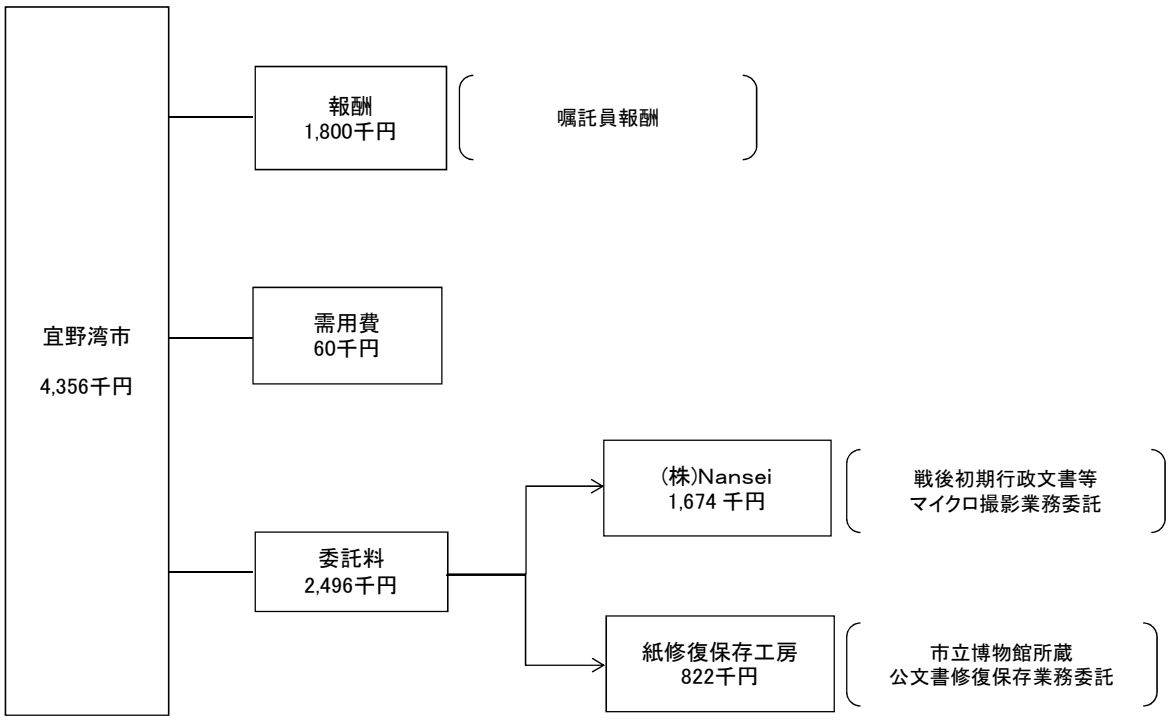 宜野湾市
4,356千円
報酬
1,800千円
嘱託員報酬
需用費
60千円
委託料
2,496千円
(株)Nansei
1,674 千円
戦後初期行政文書等
マイクロ撮影業務委託
紙修復保存工房
822千円
市立博物館所蔵
公文書修復保存業務委託